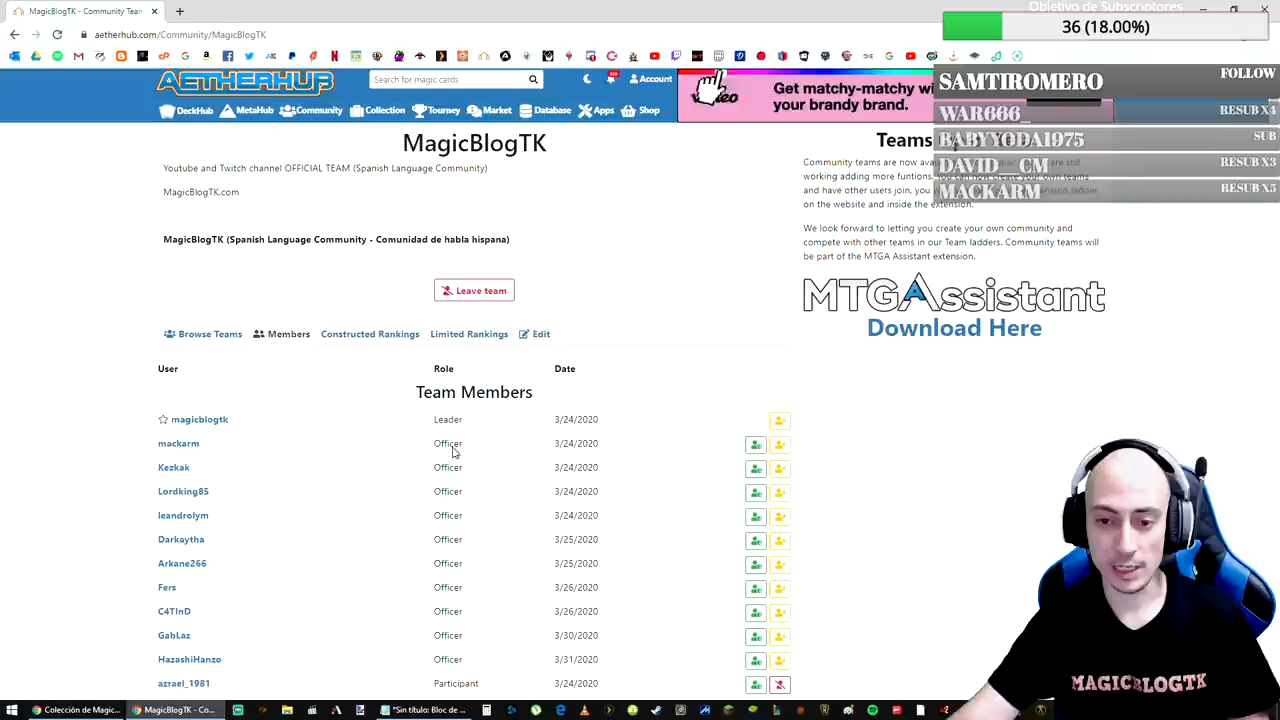 MagicBlogTK - Community Team
Objetivo de Subscriptores
36 (18.00%)
aetherhub.com/Community/MagicBlogTK
AETHERHUB
Search for magic cards
Account
DeckHub
MetaHub
Community
Collection
Tourney
Market
Database
Apps
Shop
Get matchy-matchy wi
your brandy brand.
SAMTIROMERO FOLLOW
WAR666_ RESUB X4
BABYYODA1975 SUB
DAVID__CM RESUB X3
MACKARM RESUB X5
MagicBlogTK
Youtube and Twitch channel OFFICIAL TEAM (Spanish Language Community)
MagicBlogTK.com
MagicBlogTK (Spanish Language Community - Comunidad de habla hispana)
Leave team
Teams
Community teams are now ava
working adding more funtions.
and have other users join, you
on the website and inside the extension.
We look forward to letting you create your own community and
compete with other teams in our Team ladders. Community teams will
be part of the MTGA Assistant extension.
MTGAssistant
Download Here
Browse Teams Members Constructed Rankings Limited Rankings Edit
User Role Date
Team Members
magicblogtk Leader 3/24/2020
mackarm Officer 3/24/2020
Kezkak Officer 3/24/2020
Lordking85 Officer 3/24/2020
leandrolym Officer 3/24/2020
Darkaytha Officer 3/25/2020
Arkane266 Officer 3/25/2020
Fers Officer 3/26/2020
C4TInD Officer 3/26/2020
GabLaz Officer 3/30/2020
HazashiHanzo Officer 3/31/2020
azrael_1981 Participant 3/24/2020
MAGICBLOGTK
Colección de Magic...
MagicBlogTK - Co...
*Sin título: Bloc de ...